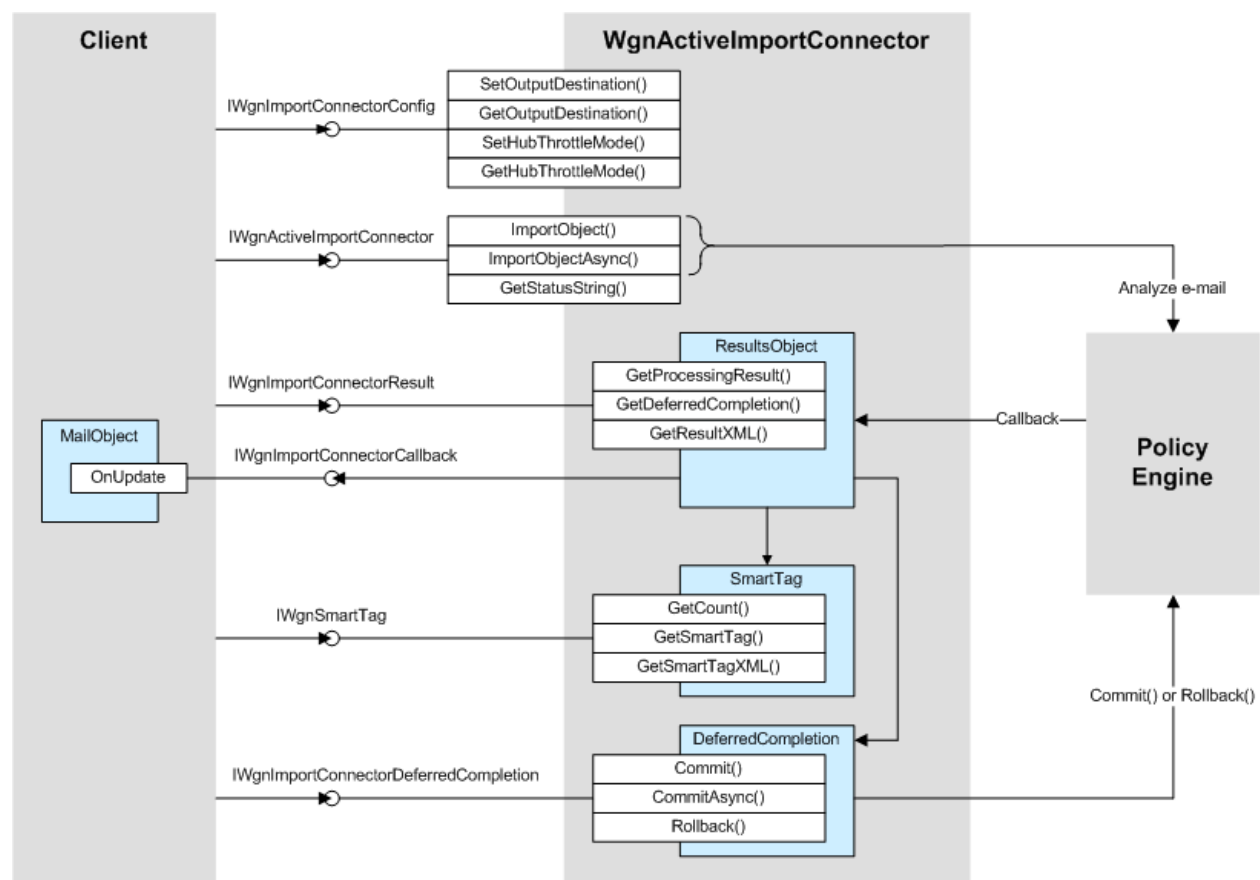 Client
WgnActiveImportConnector
IWgnImportConnectorConfig
SetOutputDestination()
GetOutputDestination()
SetHubThrottleMode()
GetHubThrottleMode()
IWgnActiveImportConnector
ImportObject()
ImportObjectAsync()
GetStatusString()
Analyze e-mail
ResultsObject
IWgnImportConnectorResult
GetProcessingResult()
GetDeferredCompletion()
GetResultXML()
Callback
Policy
Engine
MailObject
OnUpdate
IWgnImportConnectorCallback
SmartTag
IWgnSmartTag
GetCount()
GetSmartTag()
GetSmartTagXML()
Commit() or Rollback()
DeferredCompletion
IWgnImportConnectorDeferredCompletion
Commit()
CommitAsync()
Rollback()